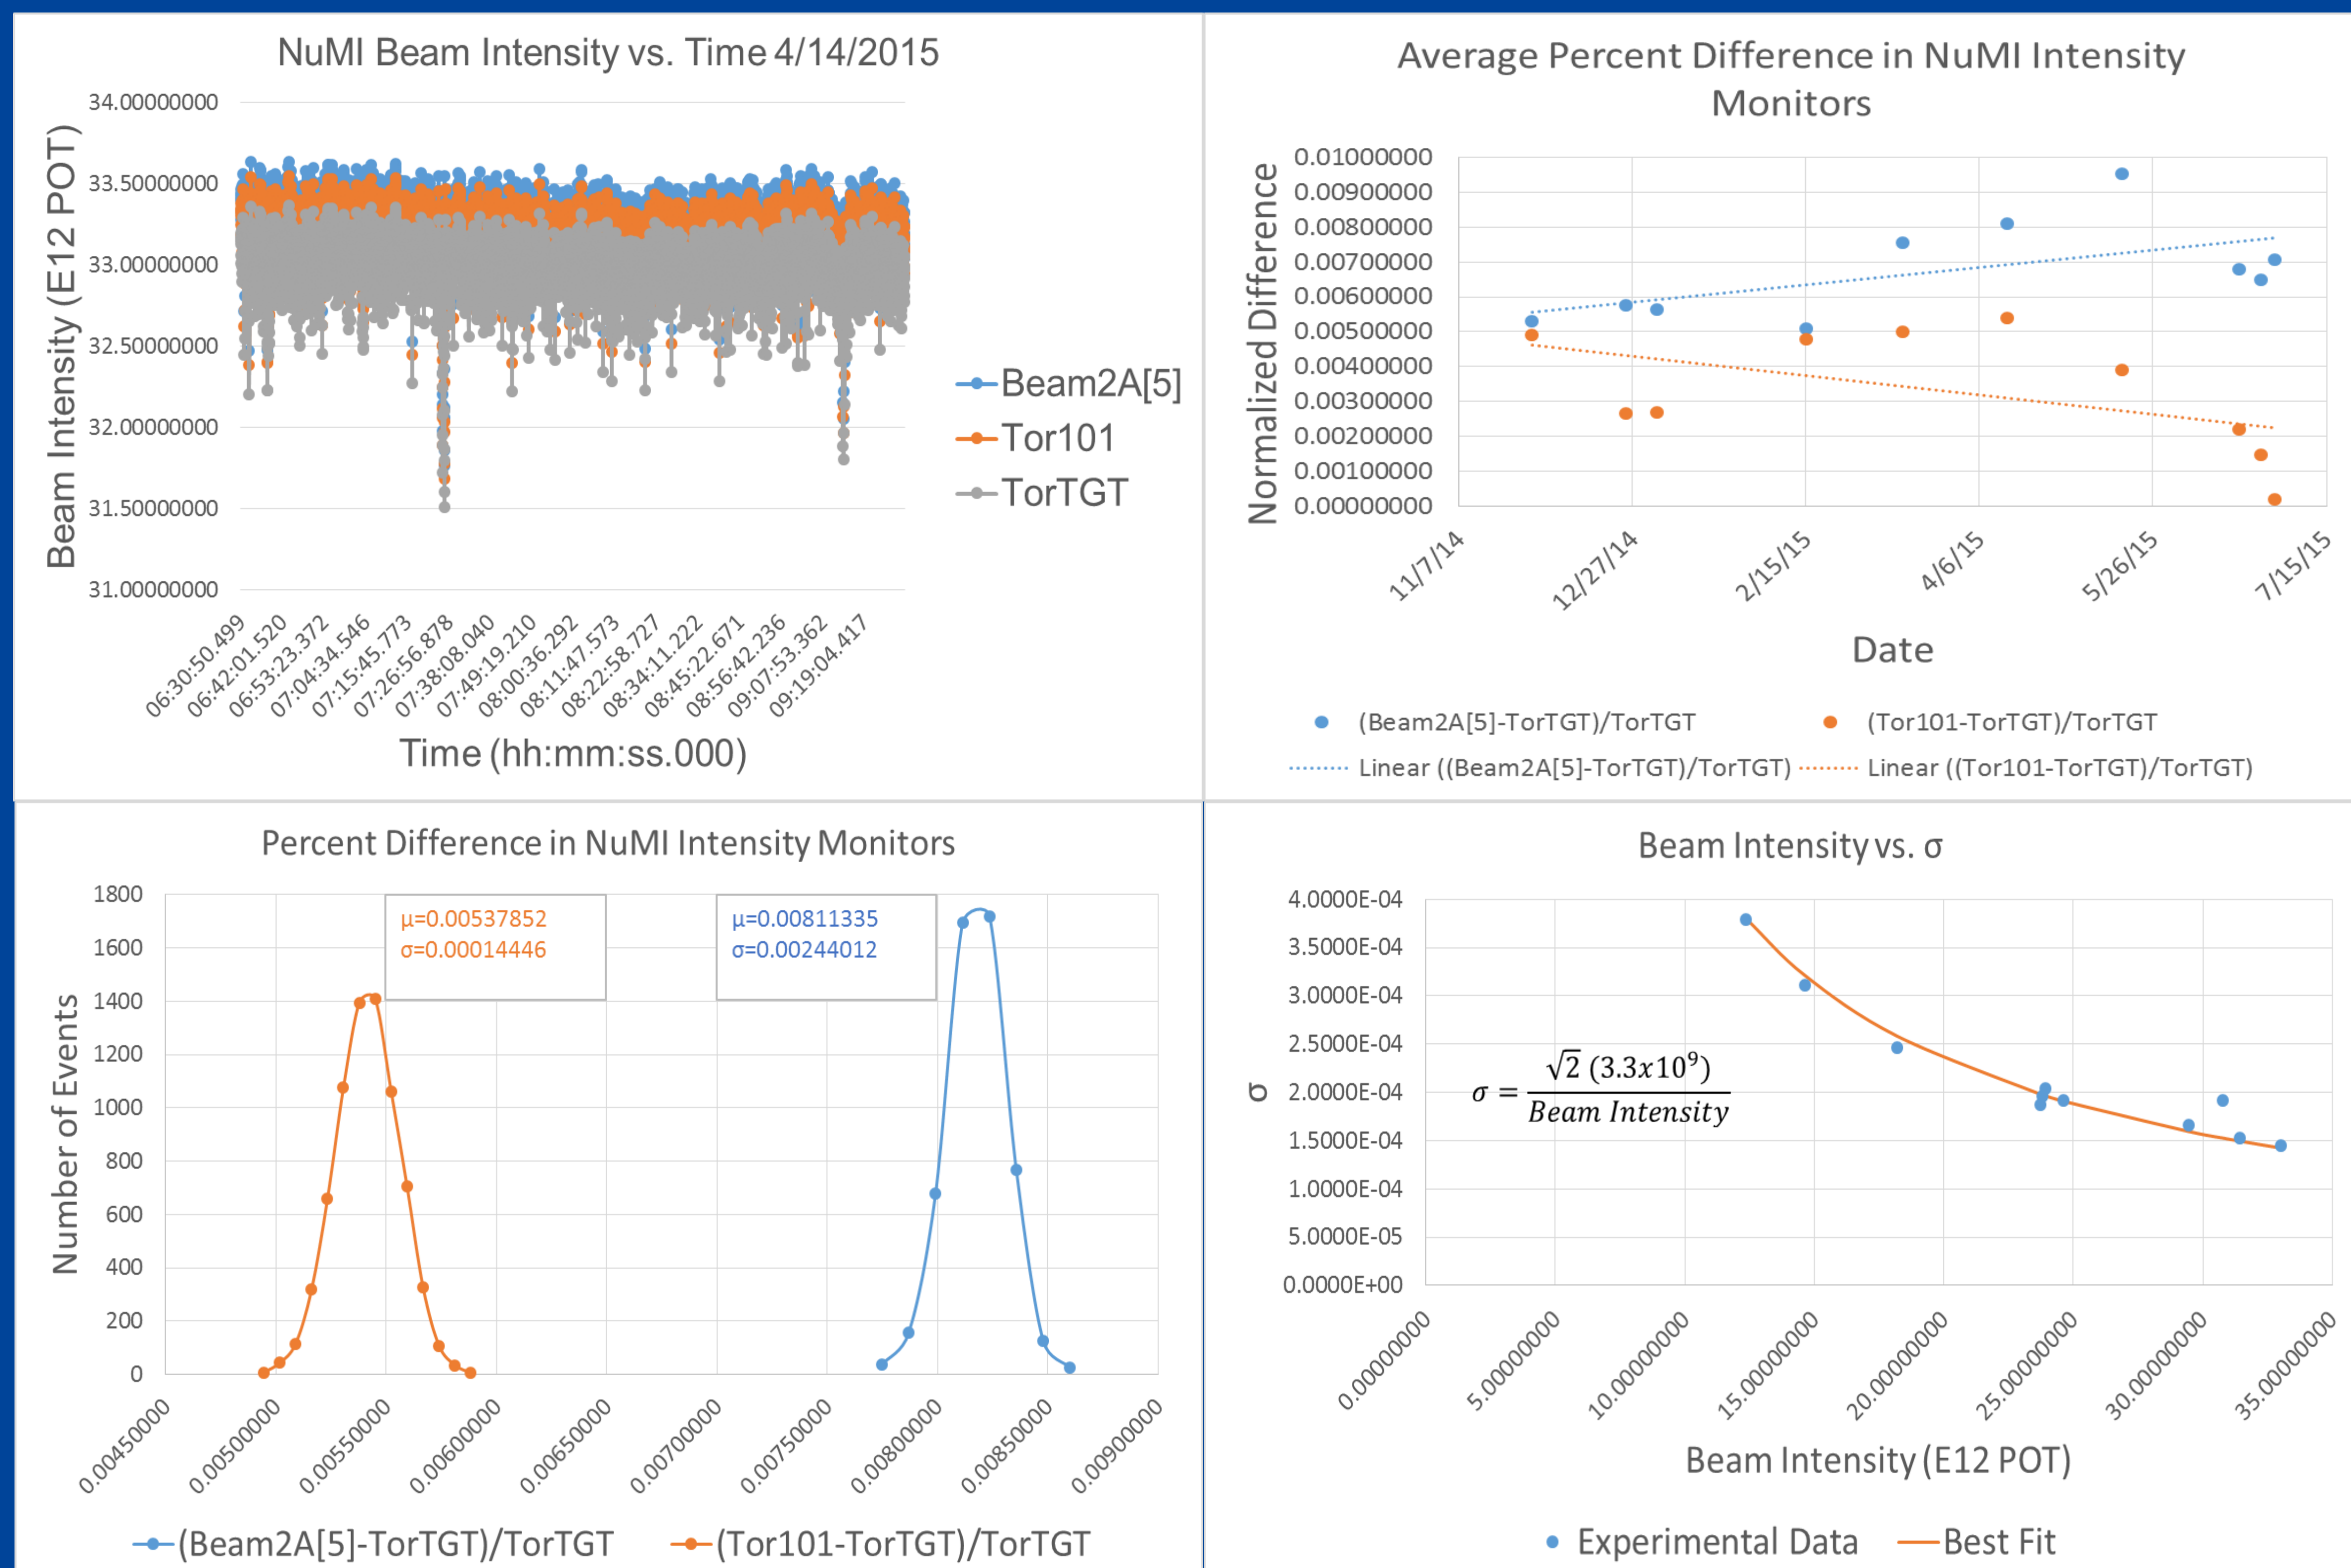 NuMI Beam Intensity vs. Time 4/14/2015
Beam Intensity (E12 POT)
34.00000000
33.50000000
33.00000000
32.50000000
32.00000000
31.50000000
31.00000000
06:30:50.499
06:42:01.520
06:53:23.372
07:04:34.546
07:15:45.773
07:26:56.878
07:38:08.040
07:49:19.210
08:00:36.292
08:11:47.573
08:22:58.727
08:34:11.222
08:45:22.671
08:56:42.236
09:07:53.362
09:19:04.417
Time (hh:mm:ss.000)
Beam2A[5]
Tor101
TorTGT
Average Percent Difference in NuMI Intensity
Monitors
Normalized Difference
0.01000000
0.00900000
0.00800000
0.00700000
0.00600000
0.00500000
0.00400000
0.00300000
0.00200000
0.00100000
0.00000000
11/7/14
12/27/14
2/15/15
4/6/15
5/26/15
7/15/15
Date
(Beam2A[5]-TorTGT)/TorTGT
(Tor101-TorTGT)/TorTGT
Linear ((Beam2A[5]-TorTGT)/TorTGT)
Linear ((Tor101-TorTGT)/TorTGT)
Percent Difference in NuMI Intensity Monitors
Number of Events
1800
1600
1400
1200
1000
800
600
400
200
0
μ=0.00537852
σ=0.00014446
μ=0.00811335
σ=0.00244012
0.00450000
0.00500000
0.00550000
0.00600000
0.00650000
0.00700000
0.00750000
0.00800000
0.00850000
0.00900000
(Beam2A[5]-TorTGT)/TorTGT
(Tor101-TorTGT)/TorTGT
Beam Intensity vs. σ
σ
4.0000E-04
3.5000E-04
3.0000E-04
2.5000E-04
2.0000E-04
1.5000E-04
1.0000E-04
5.0000E-05
0.0000E+00
σ = √2 (3.3x10⁹)
Beam Intensity
0.00000000
5.00000000
10.00000000
15.00000000
20.00000000
25.00000000
30.00000000
35.00000000
Beam Intensity (E12 POT)
Experimental Data
Best Fit